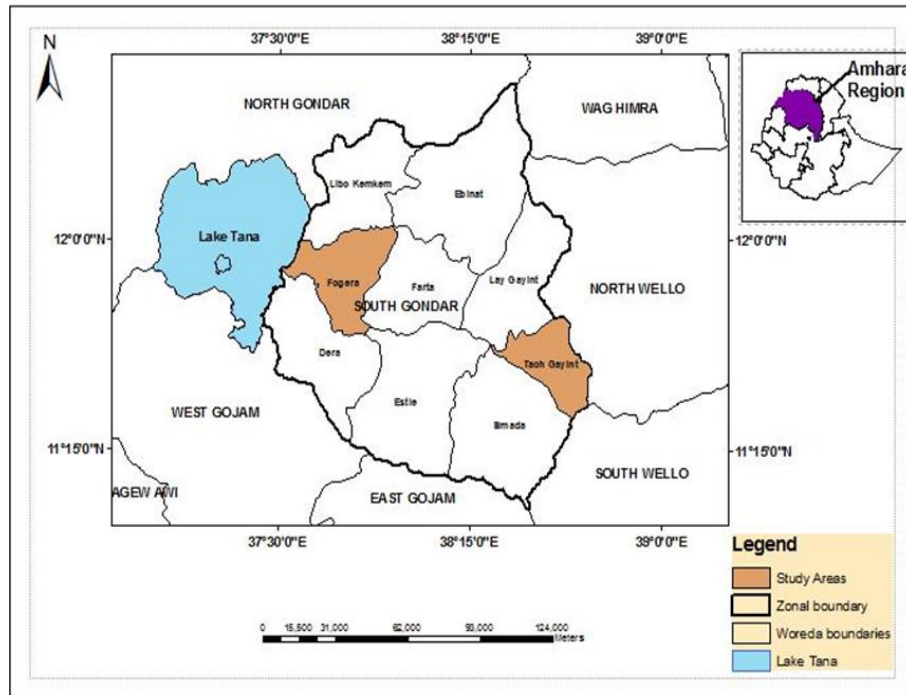 N
37°30'0"E
38°15'0"E
39°0'0"E
Amhara
Region
NORTH GONDAR
WAG HIMRA
Libo Kemkem
Ebinat
12°0'0"N
Lake Tana
12°0'0"N
Fogera
Farta
Lay Gayint
SOUTH GONDAR
NORTH WELLO
Dera
Taoh Gayint
Estie
WEST GOJAM
Simada
11°15'0"N
11°15'0"N
SOUTH WELLO
AGEW AWI
EAST GOJAM
37°30'0"E
38°15'0"E
39°0'0"E
Legend
Study Areas
Zonal boundary
Woreda boundaries
Lake Tana
0 15,500 31,000 62,000 93,000 124,000
Meters